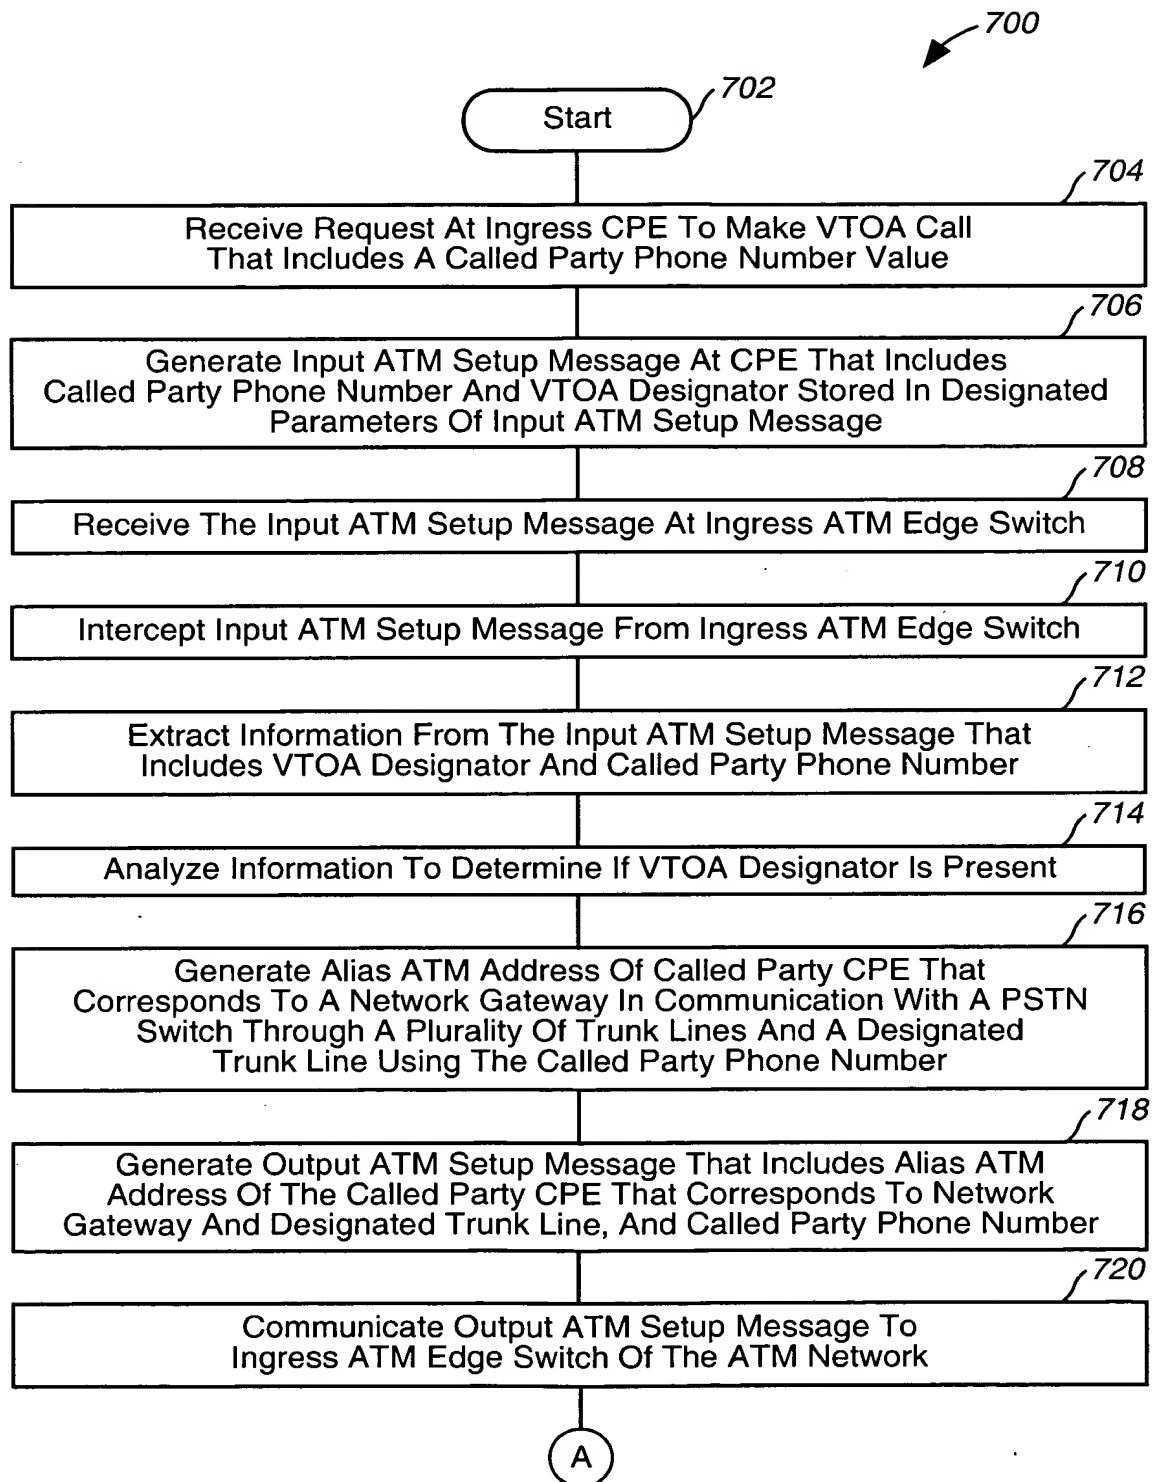 700
702
Start
704
Receive Request At Ingress CPE To Make VTOA Call
That Includes A Called Party Phone Number Value
706
Generate Input ATM Setup Message At CPE That Includes
Called Party Phone Number And VTOA Designator Stored In Designated
Parameters Of Input ATM Setup Message
708
Receive The Input ATM Setup Message At Ingress ATM Edge Switch
710
Intercept Input ATM Setup Message From Ingress ATM Edge Switch
712
Extract Information From The Input ATM Setup Message That
Includes VTOA Designator And Called Party Phone Number
714
Analyze Information To Determine If VTOA Designator Is Present
716
Generate Alias ATM Address Of Called Party CPE That
Corresponds To A Network Gateway In Communication With A PSTN
Switch Through A Plurality Of Trunk Lines And A Designated
Trunk Line Using The Called Party Phone Number
718
Generate Output ATM Setup Message That Includes Alias ATM
Address Of The Called Party CPE That Corresponds To Network
Gateway And Designated Trunk Line, And Called Party Phone Number
720
Communicate Output ATM Setup Message To
Ingress ATM Edge Switch Of The ATM Network
A